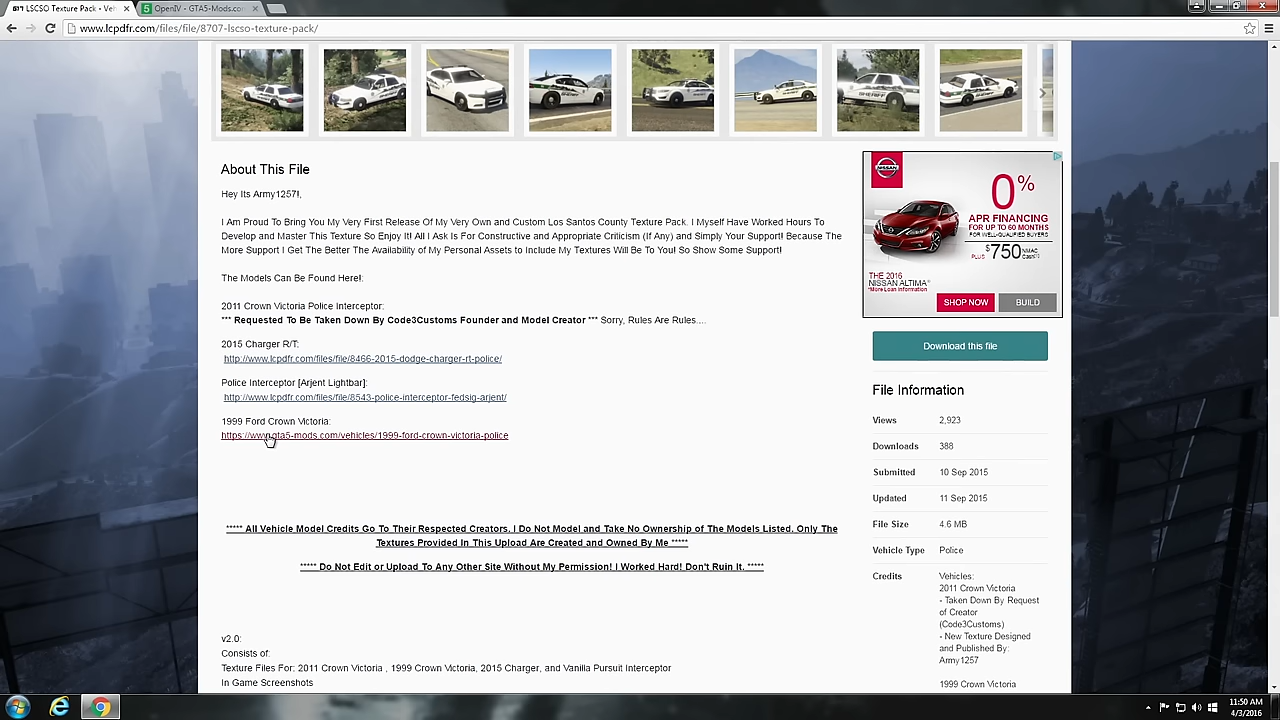 LSCSO Texture Pack - Veh
OpenIV - GTA5-Mods.com
www.lcpdfr.com/files/file/8707-lscso-texture-pack/
About This File
Hey Its Army1257!,
I Am Proud To Bring You My Very First Release Of My Very Own and Custom Los Santos County Texture Pack. I Myself Have Worked Hours To
Develop and Master This Texture So Enjoy It! All I Ask Is For Constructive and Appropriate Criticism (If Any) and Simply Your Support! Because The
More Support I Get The Better The Availability of My Personal Assets to Include My Textures Will Be To You! So Show Some Support!
The Models Can Be Found Here!:
2011 Crown Victoria Police Interceptor:
*** Requested To Be Taken Down By Code3Customs Founder and Model Creator *** Sorry, Rules Are Rules....
2015 Charger R/T:
http://www.lcpdfr.com/files/file/8466-2015-dodge-charger-rt-police/
Police Interceptor [Arjent Lightbar]:
http://www.lcpdfr.com/files/file/8543-police-interceptor-fedsig-arjent/
1999 Ford Crown Victoria:
https://www.gta5-mods.com/vehicles/1999-ford-crown-victoria-police
***** All Vehicle Model Credits Go To Their Respected Creators. I Do Not Model and Take No Ownership of The Models Listed. Only The
Textures Provided In This Upload Are Created and Owned By Me *****
***** Do Not Edit or Upload To Any Other Site Without My Permission! I Worked Hard! Don't Ruin It. *****
v2.0:
Consists of:
Texture Files For: 2011 Crown Victoria , 1999 Crown Victoria, 2015 Charger, and Vanilla Pursuit Interceptor
In Game Screenshots
NISSAN
0%
APR FINANCING
FOR UP TO 60 MONTHS
FOR WELL-QUALIFIED BUYERS
PLUS $750 NMAC Cash
THE 2016
NISSAN ALTIMA®
*More Loan Information
SHOP NOW
BUILD
Download this file
File Information
Views 2,923
Downloads 388
Submitted 10 Sep 2015
Updated 11 Sep 2015
File Size 4.6 MB
Vehicle Type Police
Credits Vehicles:
2011 Crown Victoria
- Taken Down By Request
of Creator
(Code3Customs)
- New Texture Designed
and Published By:
Army1257
1999 Crown Victoria
11:50 AM
4/3/2016